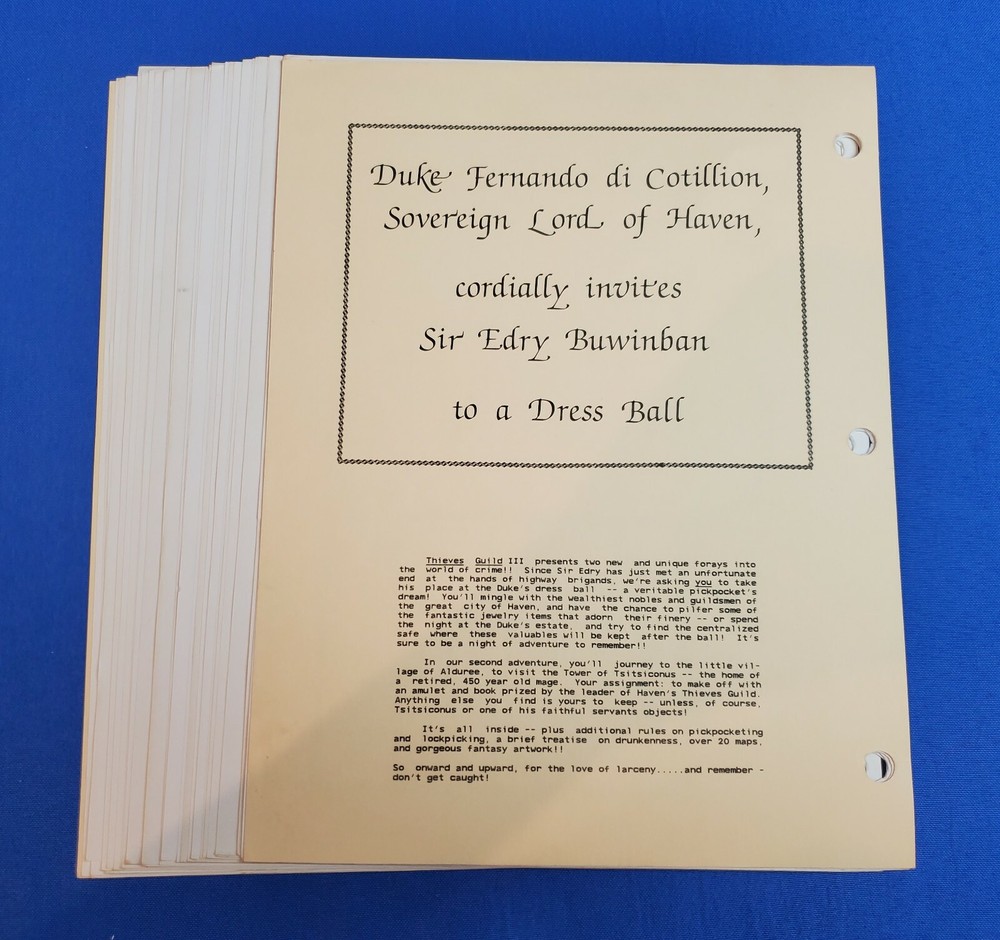 Duke Fernando di Cotillion,
Sovereign Lord of Haven,
cordially invites
Sir Edry Buwinban
to a Dress Ball
Thieves Guild III presents two new and unique forays into
the world of crime!! Since Sir Edry has just met an unfortunate
end at the hands of highway brigands, we're asking you to take
his place at the Duke's dress ball -- a veritable pickpocket's
dream! You'll mingle with the wealthiest nobles and guildsmen of
the great city of Haven, and have the chance to pilfer some of
the fantastic jewelry items that adorn their finery -- or spend
the night at the Duke's estate, and try to find the centralized
safe where these valuables will be kept after the ball! It's
sure to be a night of adventure to remember!!
In our second adventure, you'll journey to the little vil-
lage of Alduree, to visit the Tower of Tsitsiconus -- the home of
a retired, 450 year old mage. Your assignment: to make off with
an amulet and book prized by the leader of Haven's Thieves Guild.
Anything else you find is yours to keep -- unless, of course,
Tsitsiconus or one of his faithful servants objects!
It's all inside -- plus additional rules on pickpocketing
and lockpicking, a brief treatise on drunkenness, over 20 maps,
and gorgeous fantasy artwork!!
So onward and upward, for the love of larceny.....and remember -
don't get caught!